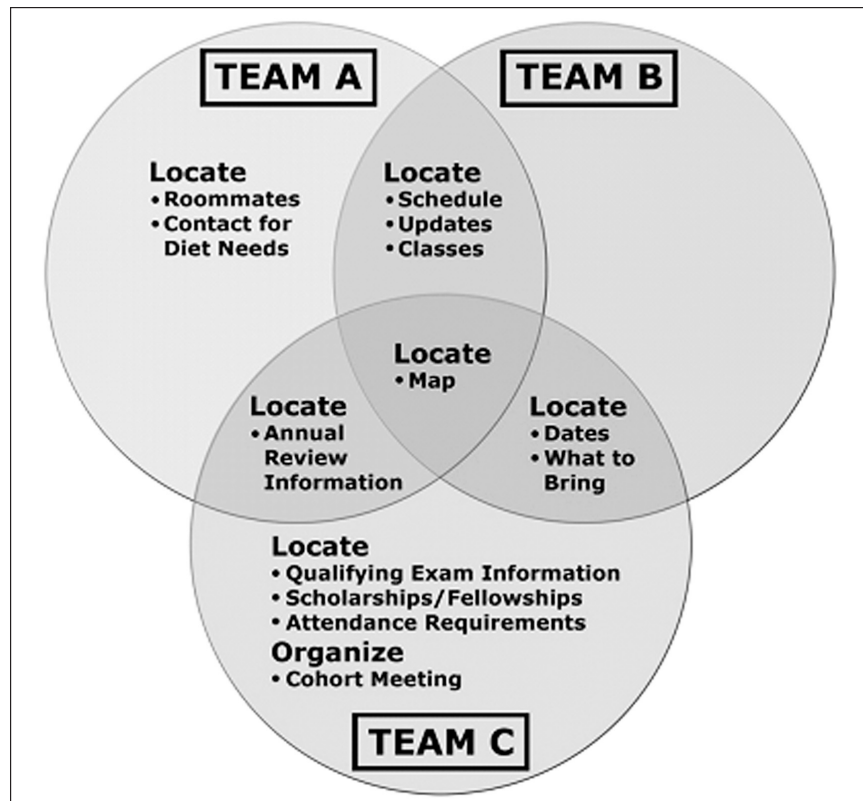 TEAM A
TEAM B
Locate
• Roommates
• Contact for
Diet Needs
Locate
• Schedule
• Updates
• Classes
Locate
• Map
Locate
• Annual
Review
Information
Locate
• Dates
• What to
Bring
Locate
• Qualifying Exam Information
• Scholarships/Fellowships
• Attendance Requirements
Organize
• Cohort Meeting
TEAM C